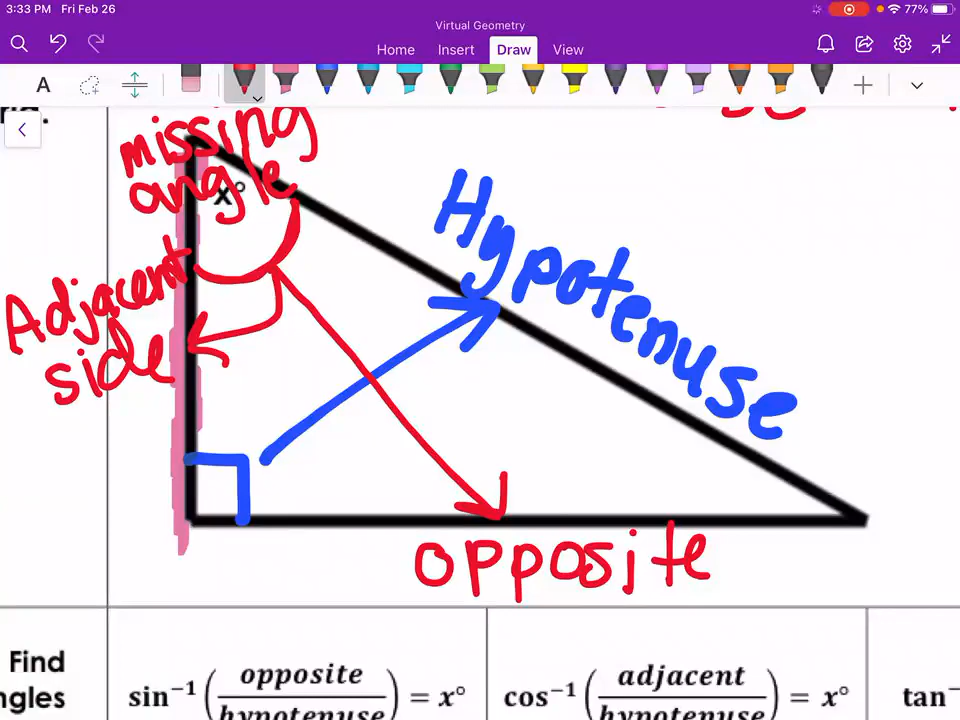 3:33 PM Fri Feb 26
77%
Virtual Geometry
Home Insert Draw View
A
missing
angle
x°
Hypotenuse
Adjacent
side
opposite
Find
sin⁻¹ (opposite/hypotenuse) = x°
cos⁻¹ (adjacent/hypotenuse) = x°
tan⁻